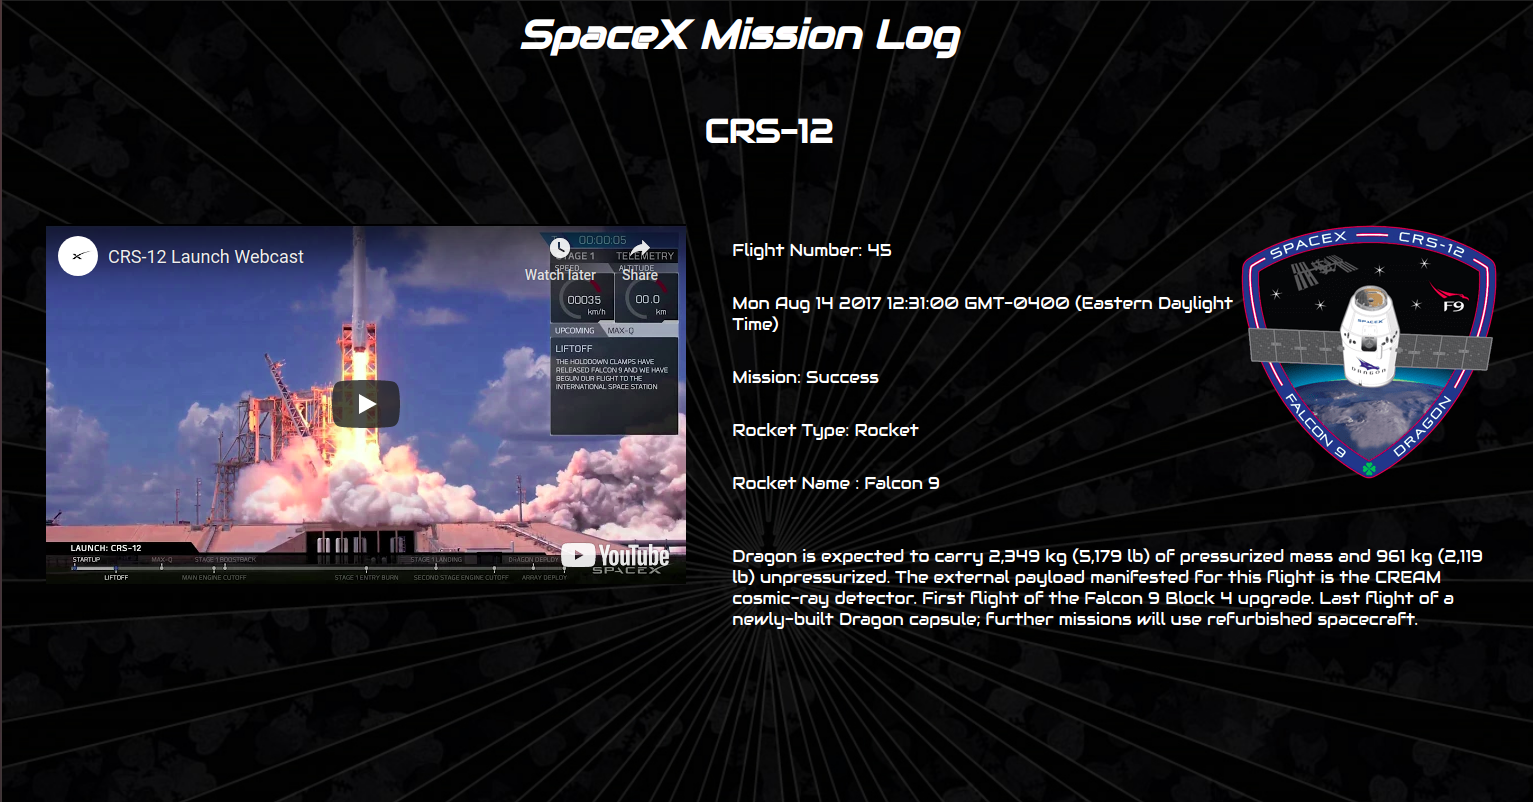 SpaceX Mission Log
CRS-12
CRS-12 Launch Webcast
Watch later
Share
00:00:05
STAGE 1 TELEMETRY
SPEED
ALTITUDE
00035
km/h
00.0
km
UPCOMING
MAX-Q
LIFTOFF
THE HOLDDOWN CLAMPS HAVE
RELEASED FALCON 9 AND WE HAVE
BEGUN OUR FLIGHT TO THE
INTERNATIONAL SPACE STATION
LAUNCH: CRS-12
STARTUP
MAX-Q
STAGE 1 BOOSTBACK
STAGE 1 LANDING
DRAGON DEPLOY
LIFTOFF
MAIN ENGINE CUTOFF
STAGE 1 ENTRY BURN
SECOND STAGE ENGINE CUTOFF
ARRAY DEPLOY
YouTube
SPACEX
Flight Number: 45
Mon Aug 14 2017 12:31:00 GMT-0400 (Eastern Daylight
Time)
Mission: Success
Rocket Type: Rocket
Rocket Name : Falcon 9
Dragon is expected to carry 2,349 kg (5,179 lb) of pressurized mass and 961 kg (2,119
lb) unpressurized. The external payload manifested for this flight is the CREAM
cosmic-ray detector. First flight of the Falcon 9 Block 4 upgrade. Last flight of a
newly-built Dragon capsule; further missions will use refurbished spacecraft.
SPACEX
CRS-12
F9
SPACEX
DRAGON
FALCON 9
DRAGON